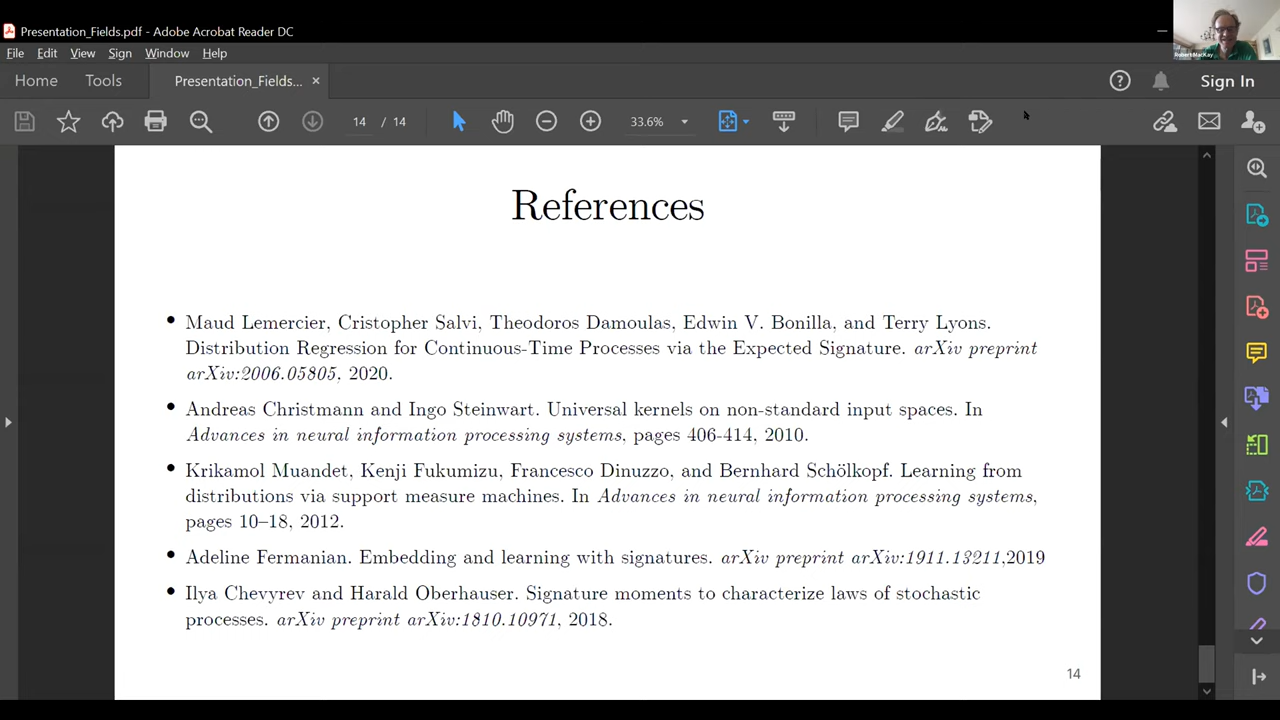 Presentation_Fields.pdf - Adobe Acrobat Reader DC
File Edit View Sign Window Help
Home Tools Presentation_Fields... ×
Sign In
14 / 14 33.6%
Robert MacKay
References
• Maud Lemercier, Cristopher Salvi, Theodoros Damoulas, Edwin V. Bonilla, and Terry Lyons.
Distribution Regression for Continuous-Time Processes via the Expected Signature. arXiv preprint
arXiv:2006.05805, 2020.
• Andreas Christmann and Ingo Steinwart. Universal kernels on non-standard input spaces. In
Advances in neural information processing systems, pages 406-414, 2010.
• Krikamol Muandet, Kenji Fukumizu, Francesco Dinuzzo, and Bernhard Schölkopf. Learning from
distributions via support measure machines. In Advances in neural information processing systems,
pages 10–18, 2012.
• Adeline Fermanian. Embedding and learning with signatures. arXiv preprint arXiv:1911.13211,2019
• Ilya Chevyrev and Harald Oberhauser. Signature moments to characterize laws of stochastic
processes. arXiv preprint arXiv:1810.10971, 2018.
14